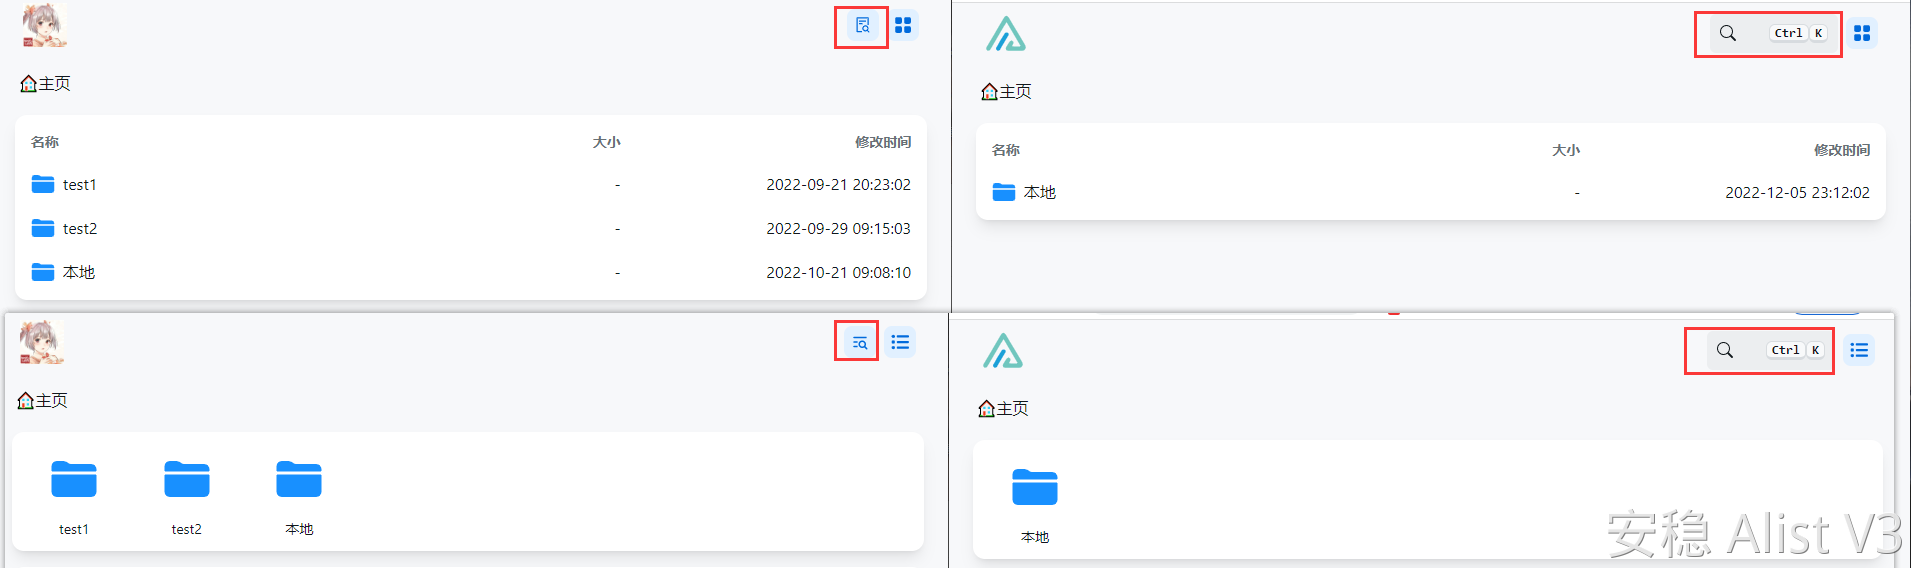 🏠主页
名称 大小 修改时间
test1 - 2022-09-21 20:23:02
test2 - 2022-09-29 09:15:03
本地 - 2022-10-21 09:08:10
Ctrl K
🏠主页
名称 大小 修改时间
本地 - 2022-12-05 23:12:02
🏠主页
test1 test2 本地
Ctrl K
🏠主页
本地
安稳 Alist V3